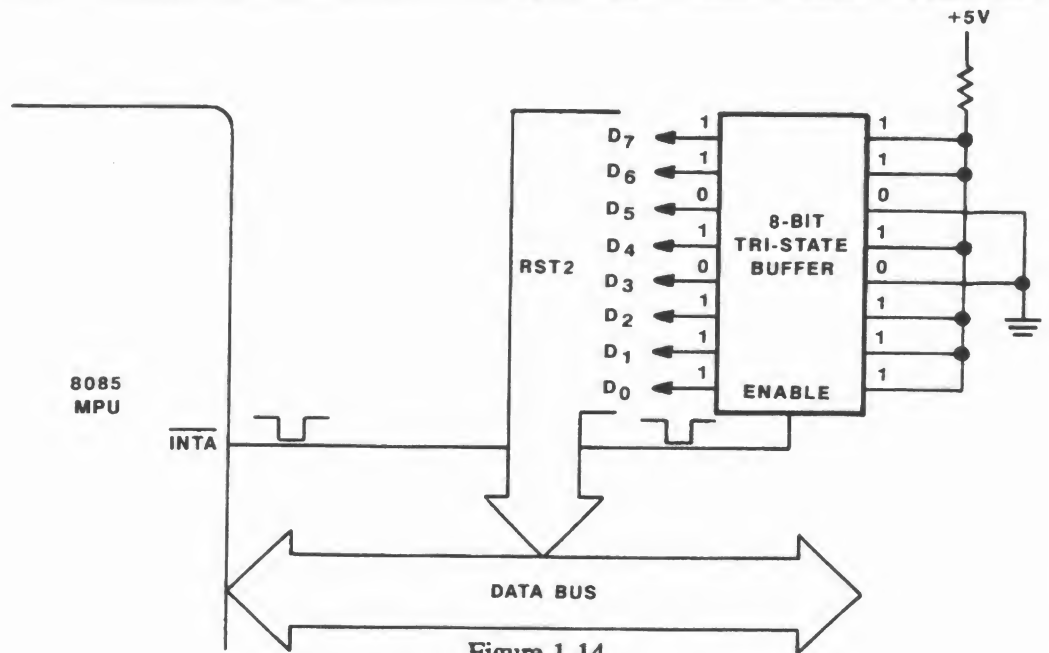 +5V
D7 1 1
D6 1 1
D5 0 0
8-BIT
TRI-STATE
BUFFER
D4 1 1
RST2
D3 0 0
D2 1 1
D1 1 1
D0 1 1
ENABLE
8085
MPU
INTA
DATA BUS
Figure 1-14